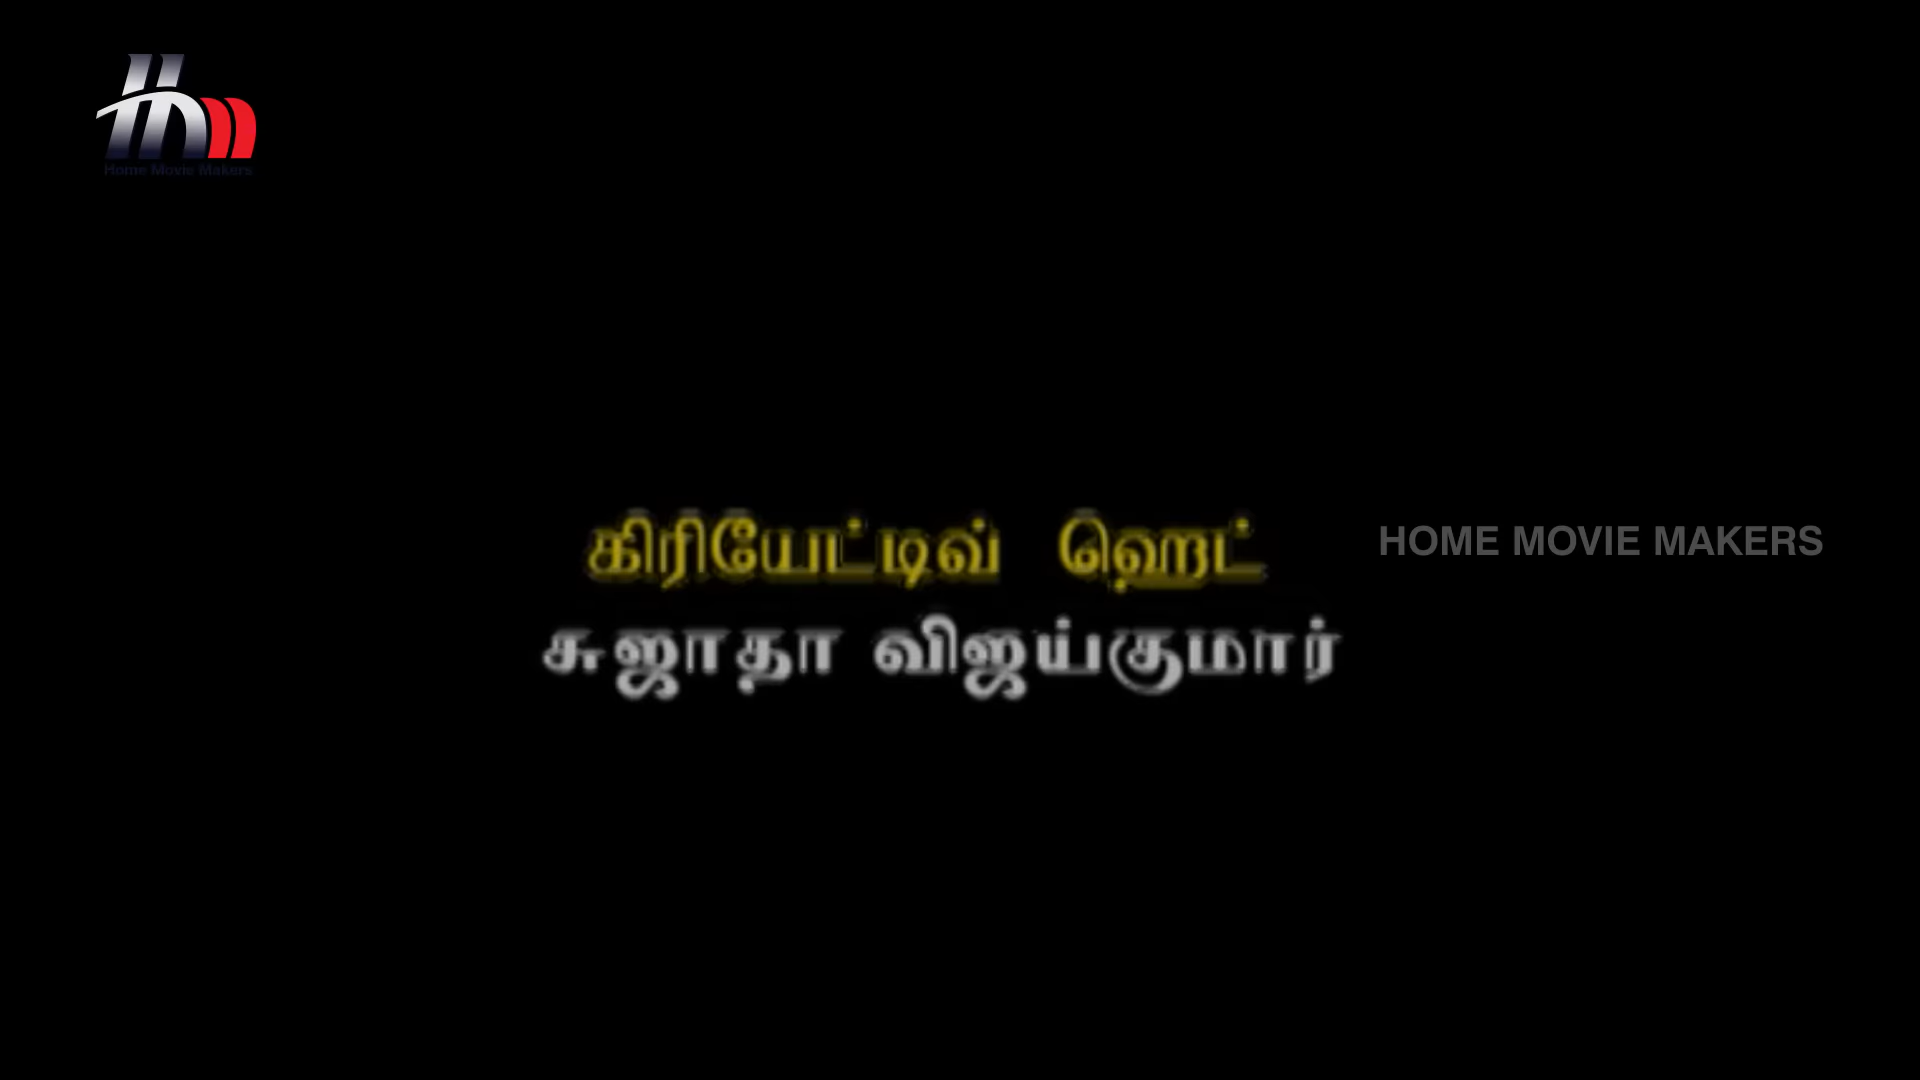 Home Movie Makers
கிரியேட்டிவ் ஹெட்
HOME MOVIE MAKERS
சுஜாதா விஜய்குமார்